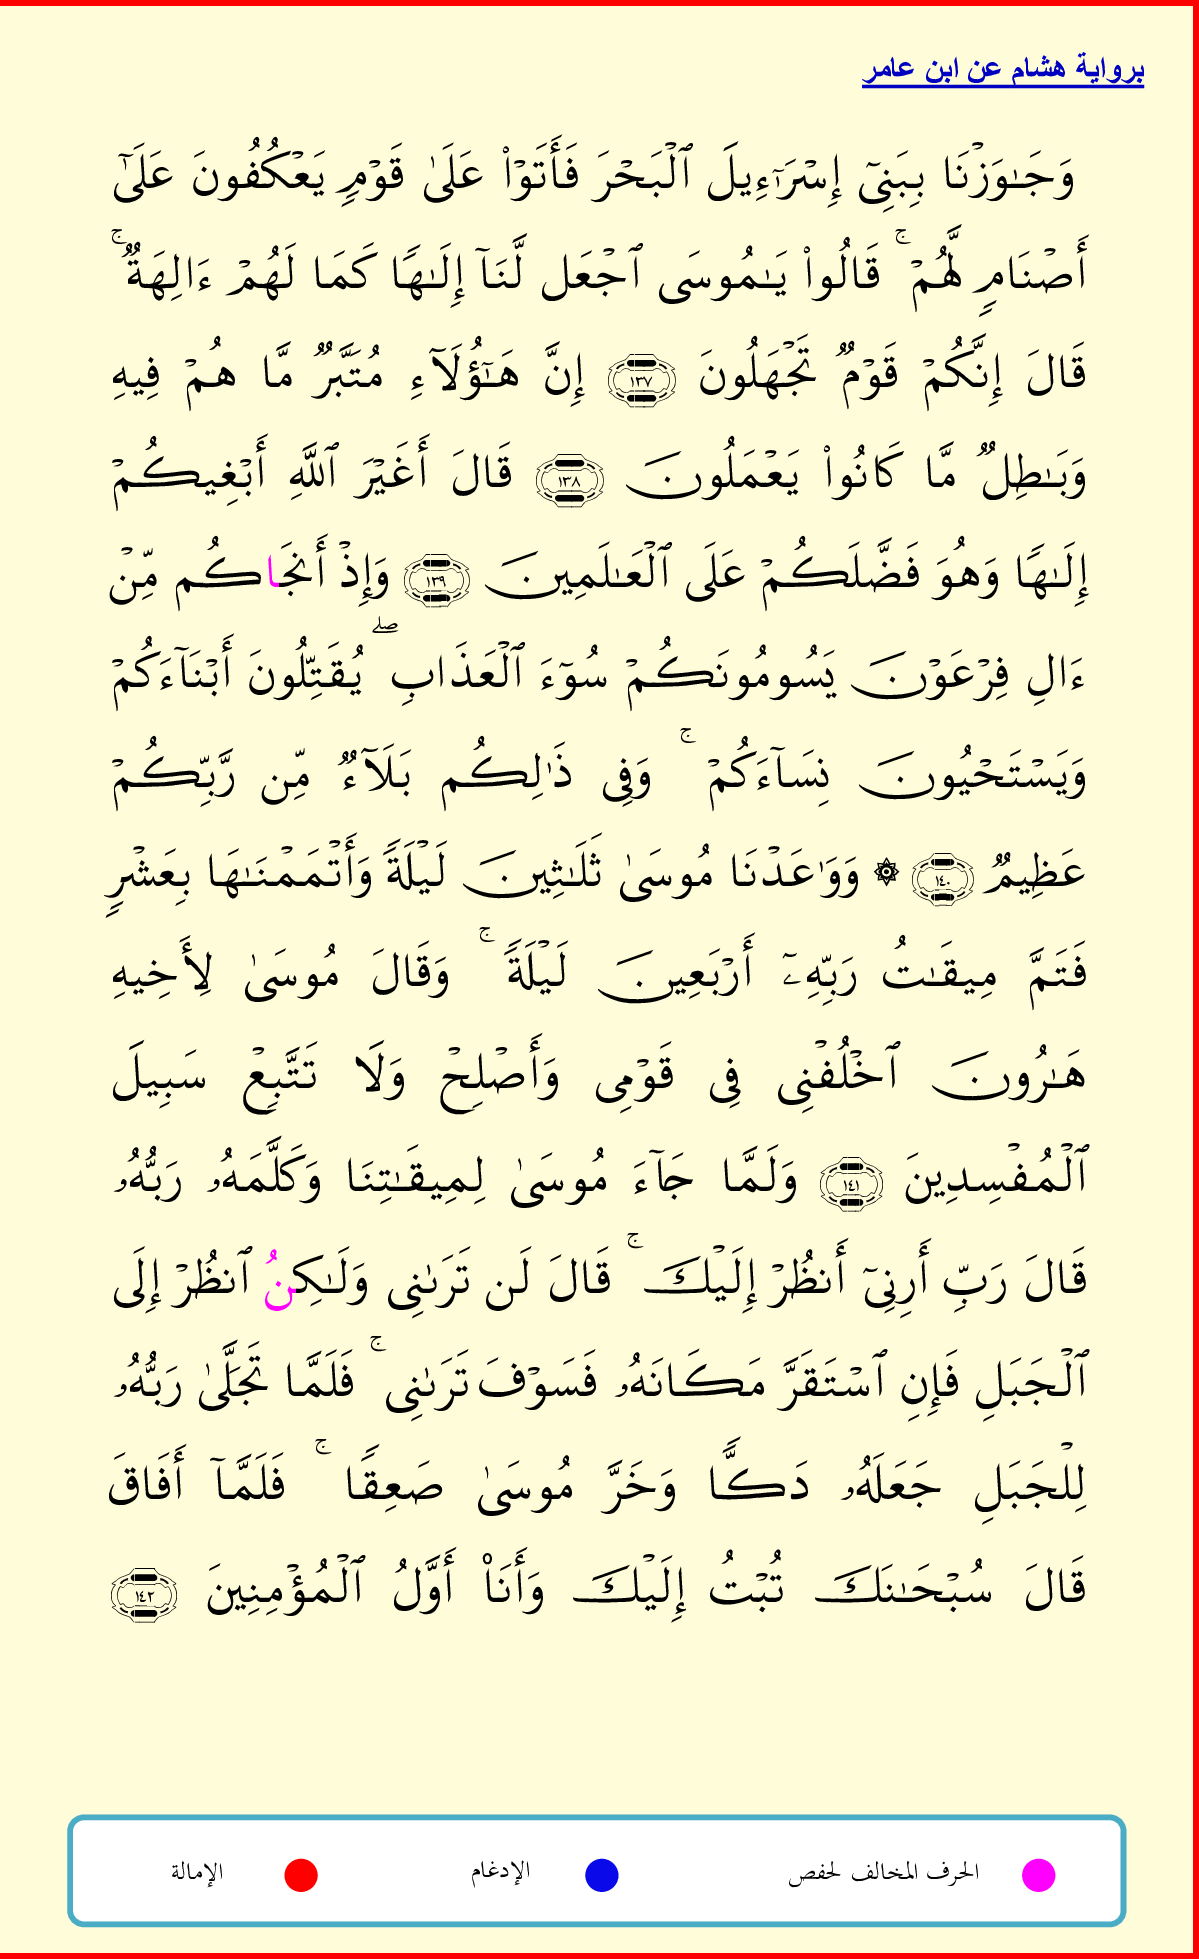 برواية هشام عن ابن عامر
وَجَـٰوَزْنَا بِبَنِىٓ إِسْرَـٰٓءِيلَ ٱلْبَحْرَ فَأَتَوْا۟ عَلَىٰ قَوْمٍ يَعْكُفُونَ عَلَىٰٓ
أَصْنَامٍ لَّهُمْ ۚ قَالُوا۟ يَـٰمُوسَى ٱجْعَل لَّنَآ إِلَـٰهًا كَمَا لَهُمْ ءَالِهَةٌ ۚ
قَالَ إِنَّكُمْ قَوْمٌ تَجْهَلُونَ ١٣٧ إِنَّ هَـٰٓؤُلَآءِ مُتَبَّرٌ مَّا هُمْ فِيهِ
وَبَـٰطِلٌ مَّا كَانُوا۟ يَعْمَلُونَ ١٣٨ قَالَ أَغَيْرَ ٱللَّهِ أَبْغِيكُمْ
إِلَـٰهًا وَهُوَ فَضَّلَكُمْ عَلَى ٱلْعَـٰلَمِينَ ١٣٩ وَإِذْ أَنجَاكُم مِّنْ
ءَالِ فِرْعَوْنَ يَسُومُونَكُمْ سُوٓءَ ٱلْعَذَابِ ۖ يُقَتِّلُونَ أَبْنَآءَكُمْ
وَيَسْتَحْيُونَ نِسَآءَكُمْ ۚ وَفِى ذَٰلِكُم بَلَآءٌ مِّن رَّبِّكُمْ
عَظِيمٌ ١٤٠ ۞ وَوَٰعَدْنَا مُوسَىٰ ثَلَـٰثِينَ لَيْلَةً وَأَتْمَمْنَـٰهَا بِعَشْرٍ
فَتَمَّ مِيقَـٰتُ رَبِّهِۦٓ أَرْبَعِينَ لَيْلَةً ۚ وَقَالَ مُوسَىٰ لِأَخِيهِ
هَـٰرُونَ ٱخْلُفْنِى فِى قَوْمِى وَأَصْلِحْ وَلَا تَتَّبِعْ سَبِيلَ
ٱلْمُفْسِدِينَ ١٤١ وَلَمَّا جَآءَ مُوسَىٰ لِمِيقَـٰتِنَا وَكَلَّمَهُۥ رَبُّهُۥ
قَالَ رَبِّ أَرِنِىٓ أَنظُرْ إِلَيْكَ ۚ قَالَ لَن تَرَىٰنِى وَلَـٰكِنُ ٱنظُرْ إِلَى
ٱلْجَبَلِ فَإِنِ ٱسْتَقَرَّ مَكَانَهُۥ فَسَوْفَ تَرَىٰنِى ۚ فَلَمَّا تَجَلَّىٰ رَبُّهُۥ
لِلْجَبَلِ جَعَلَهُۥ دَكًّا وَخَرَّ مُوسَىٰ صَعِقًا ۚ فَلَمَّآ أَفَاقَ
قَالَ سُبْحَـٰنَكَ تُبْتُ إِلَيْكَ وَأَنَا۠ أَوَّلُ ٱلْمُؤْمِنِينَ ١٤٢
الحرف المخالف لحفص الإدغام الإمالة